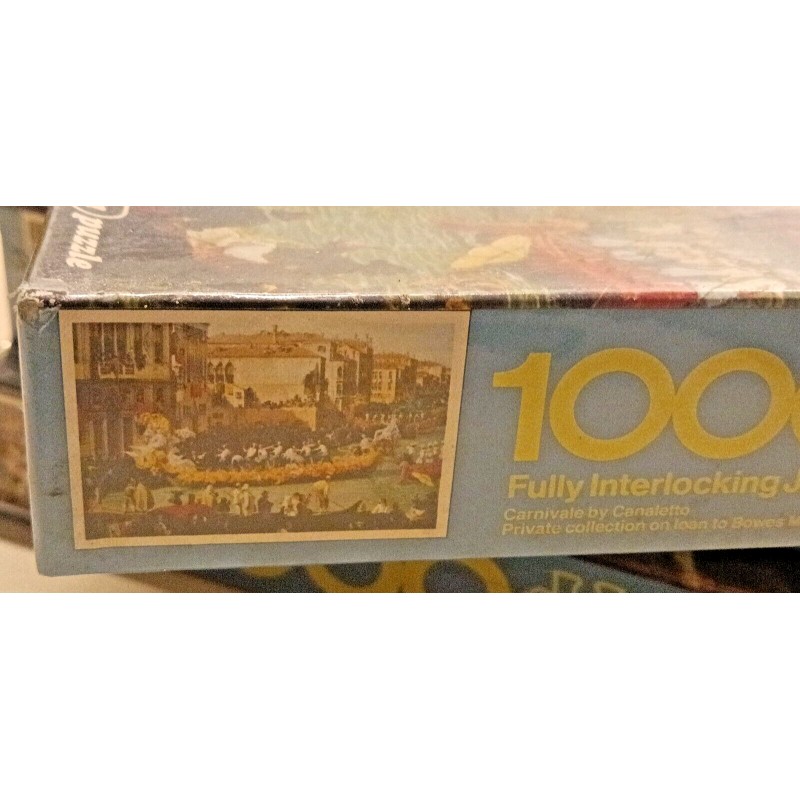 puzzle
100
Fully Interlocking J
Carnivale by Canaletto
Private collection on loan to Bowes M